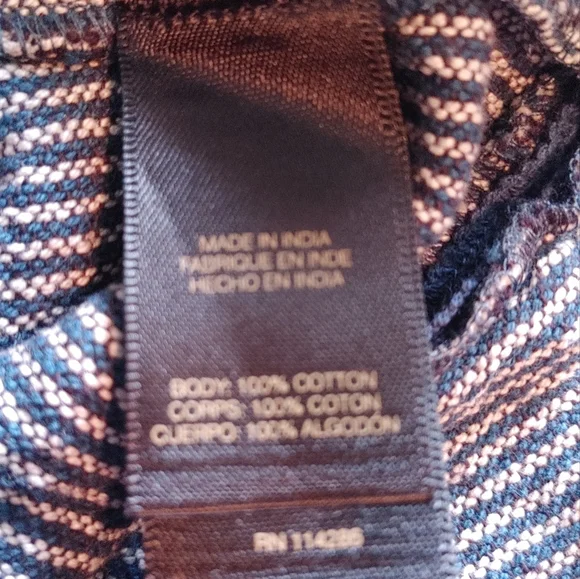 MADE IN INDIA
FABRIQUE EN INDE
HECHO EN INDIA
BODY: 100% COTTON
CORPS: 100% COTON
CUERPO: 100% ALGODÓN
RN 114286